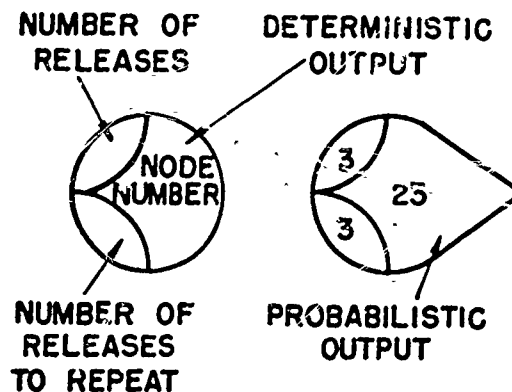 NUMBER OF
RELEASES
DETERMINISTIC
OUTPUT
NODE
NUMBER
3
25
3
NUMBER OF
RELEASES
TO REPEAT
PROBABILISTIC
OUTPUT